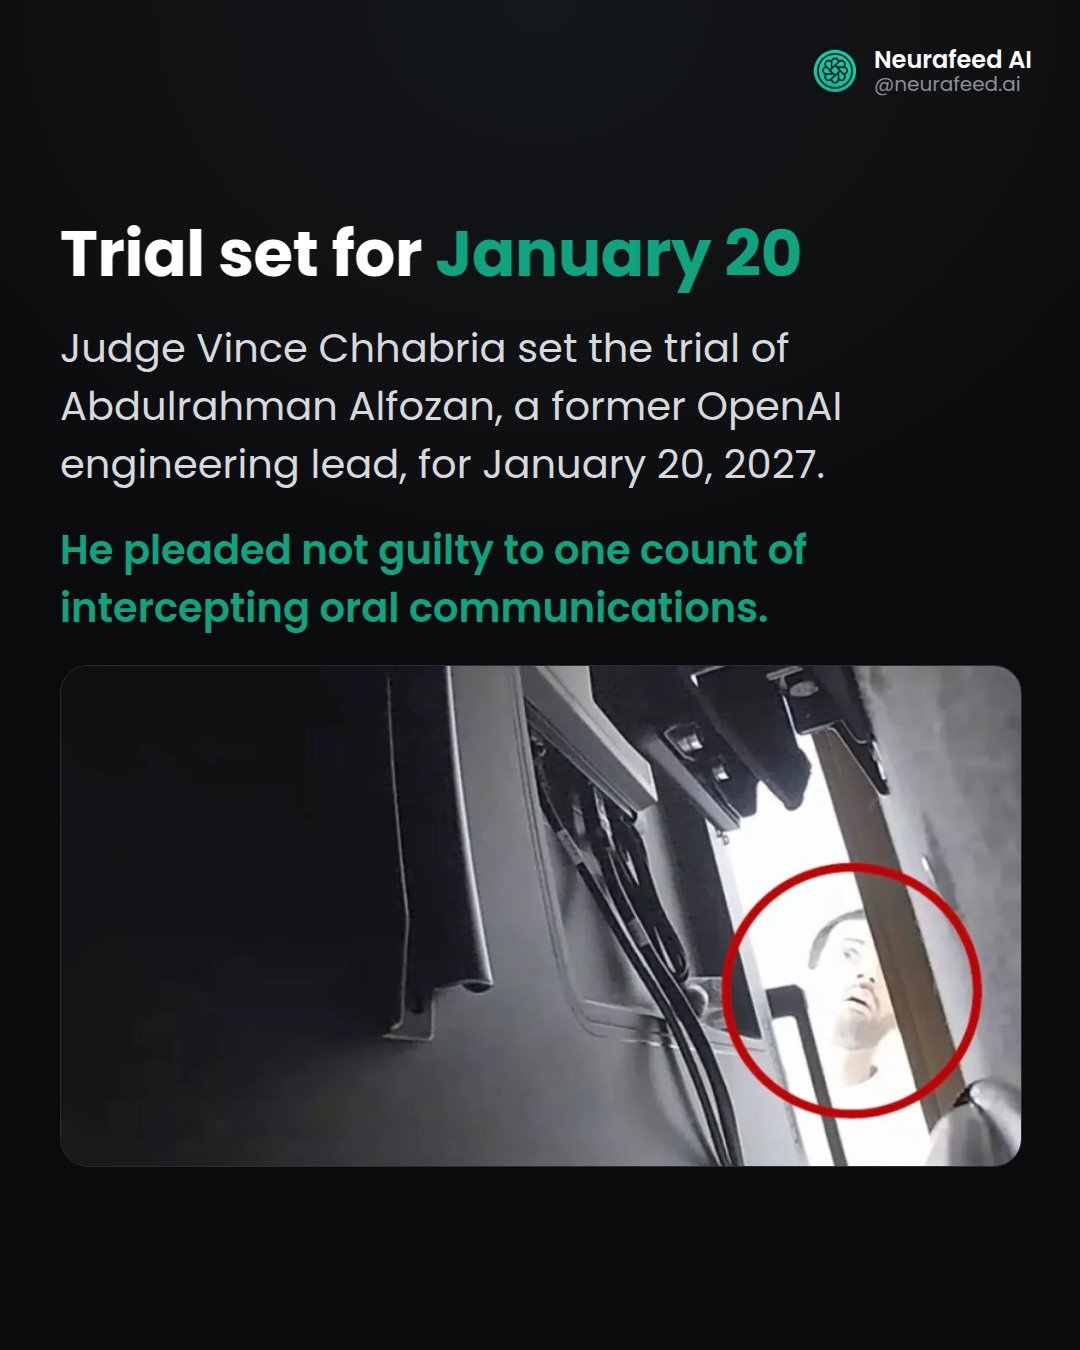 Neurafeed AI
@neurafeed.ai
Trial set for January 20
Judge Vince Chhabria set the trial of
Abdulrahman Alfozan, a former OpenAI
engineering lead, for January 20, 2027.
He pleaded not guilty to one count of
intercepting oral communications.